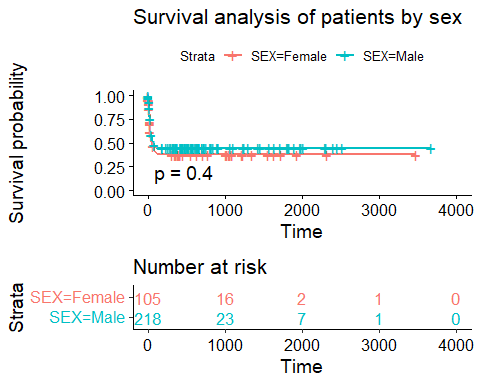 Survival analysis of patients by sex
Strata SEX=Female SEX=Male
Survival probability
1.00
0.75
0.50
0.25
0.00
p = 0.4
0 1000 2000 3000 4000
Time
Number at risk
Strata
SEX=Female 105 16 2 1 0
SEX=Male 218 23 7 1 0
0 1000 2000 3000 4000
Time